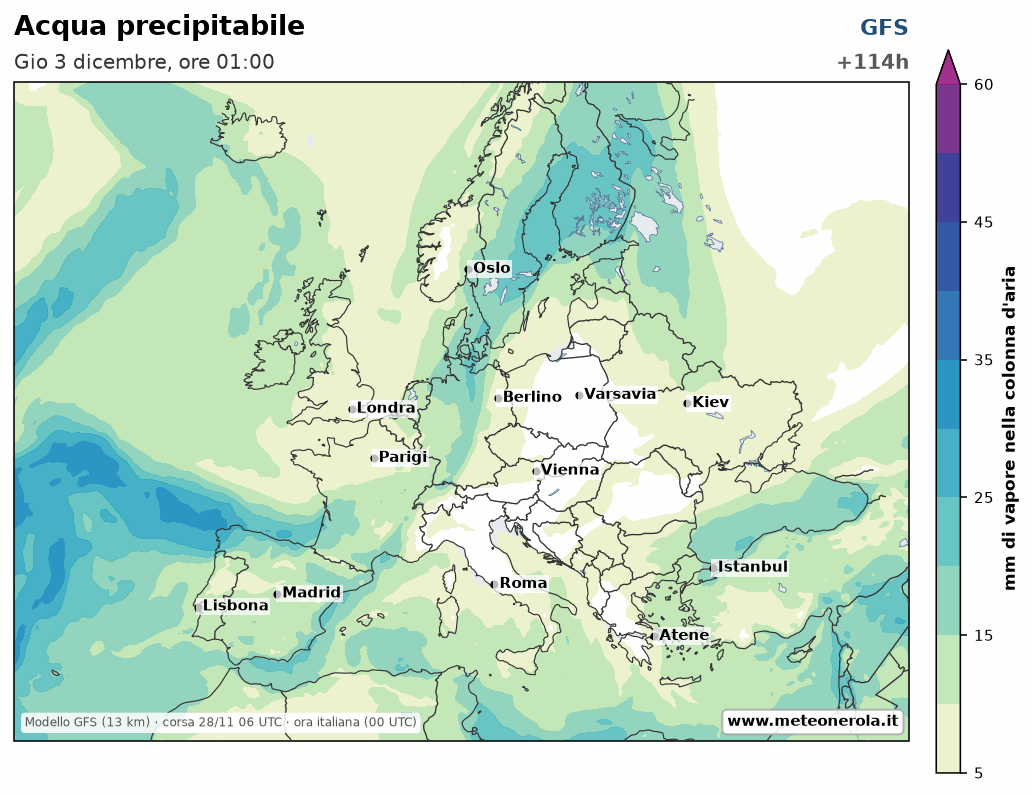 Acqua precipitabile
GFS
Gio 3 dicembre, ore 01:00
+114h
60
45
35
25
15
5
mm di vapore nella colonna d'aria
Oslo
Londra
Berlino
Varsavia
Kiev
Parigi
Vienna
Istanbul
Roma
Madrid
Lisbona
Atene
Modello GFS (13 km) · corsa 28/11 06 UTC · ora italiana (00 UTC)
www.meteonerola.it